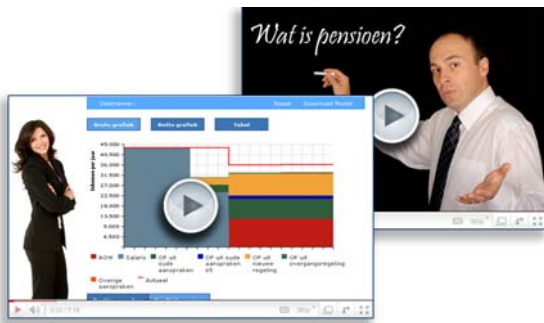 Wat is pensioen?
Deelnemer:
Reset Download Model
Bruto grafiek Netto grafiek Tabel
Inkomen per jaar
45.000
40.500
36.000
31.500
27.000
22.500
18.000
13.500
9.000
4.500
AOW Salaris OP uit oude aanspraken OP uit oude aanspraken 65 OP uit nieuwe regeling OP uit overgangsregeling
Overige aanspraken Actueel